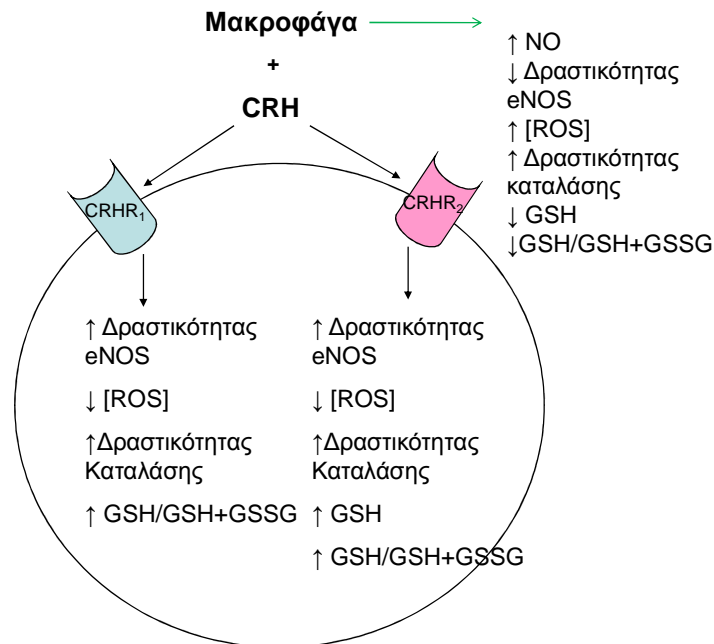 Μακροφάγα
+
CRH
↑ NO
↓ Δραστικότητας
eNOS
↑ [ROS]
↑ Δραστικότητας
καταλάσης
↓ GSH
↓GSH/GSH+GSSG
CRHR₁
CRHR₂
↑ Δραστικότητας
eNOS
↓ [ROS]
↑Δραστικότητας
Καταλάσης
↑ GSH/GSH+GSSG
↑ Δραστικότητας
eNOS
↓ [ROS]
↑Δραστικότητας
Καταλάσης
↑ GSH
↑ GSH/GSH+GSSG